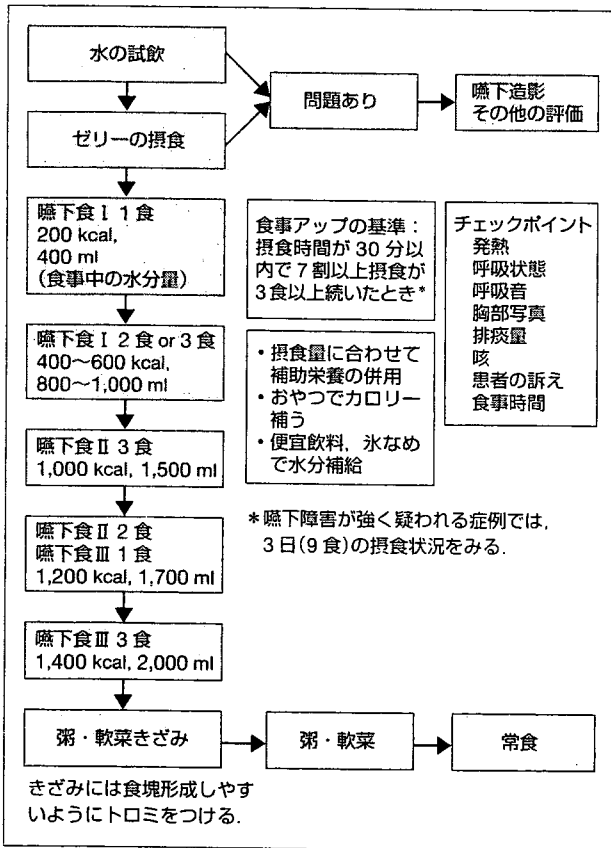 水の試飲
ゼリーの摂食
問題あり
嚥下造影
その他の評価
嚥下食Ⅰ 1食
200 kcal,
400 ml
(食事中の水分量)
食事アップの基準：
摂食時間が 30 分以
内で 7 割以上摂食が
3 食以上続いたとき*
チェックポイント
発熱
呼吸状態
呼吸音
胸部写真
排痰量
咳
患者の訴え
食事時間
嚥下食Ⅰ 2食 or 3食
400〜600 kcal,
800〜1,000 ml
・摂食量に合わせて
補助栄養の併用
・おやつでカロリー
補う
・便宜飲料，氷なめ
で水分補給
嚥下食Ⅱ 3食
1,000 kcal, 1,500 ml
嚥下食Ⅱ 2食
嚥下食Ⅲ 1食
1,200 kcal, 1,700 ml
*嚥下障害が強く疑われる症例では，
3 日(9 食)の摂食状況をみる．
嚥下食Ⅲ 3食
1,400 kcal, 2,000 ml
粥・軟菜きざみ
粥・軟菜
常食
きざみには食塊形成しやす
いようにトロミをつける．